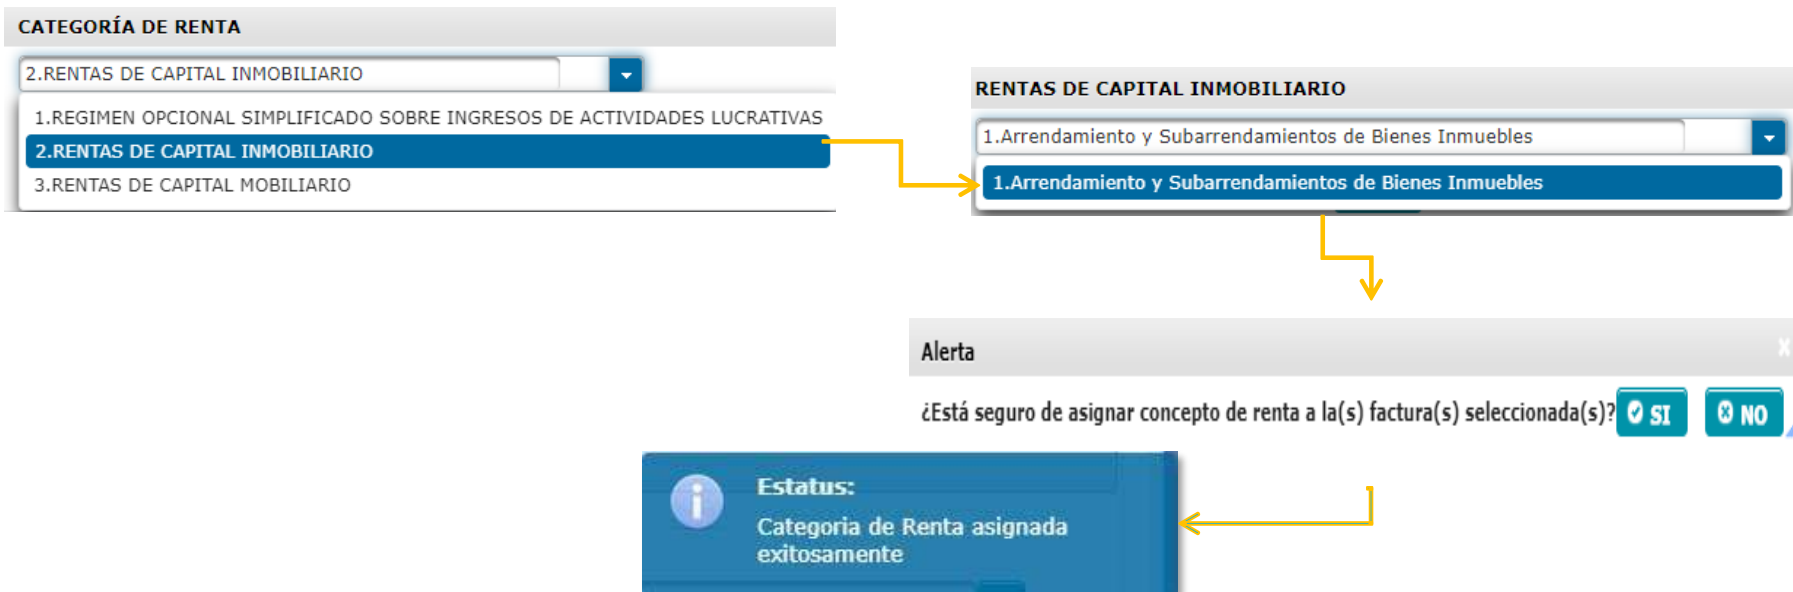 CATEGORÍA DE RENTA
2.RENTAS DE CAPITAL INMOBILIARIO
1.REGIMEN OPCIONAL SIMPLIFICADO SOBRE INGRESOS DE ACTIVIDADES LUCRATIVAS
2.RENTAS DE CAPITAL INMOBILIARIO
3.RENTAS DE CAPITAL MOBILIARIO
RENTAS DE CAPITAL INMOBILIARIO
1.Arrendamiento y Subarrendamientos de Bienes Inmuebles
1.Arrendamiento y Subarrendamientos de Bienes Inmuebles
Alerta
¿Está seguro de asignar concepto de renta a la(s) factura(s) seleccionada(s)? SI NO
Estatus:
Categoria de Renta asignada
exitosamente